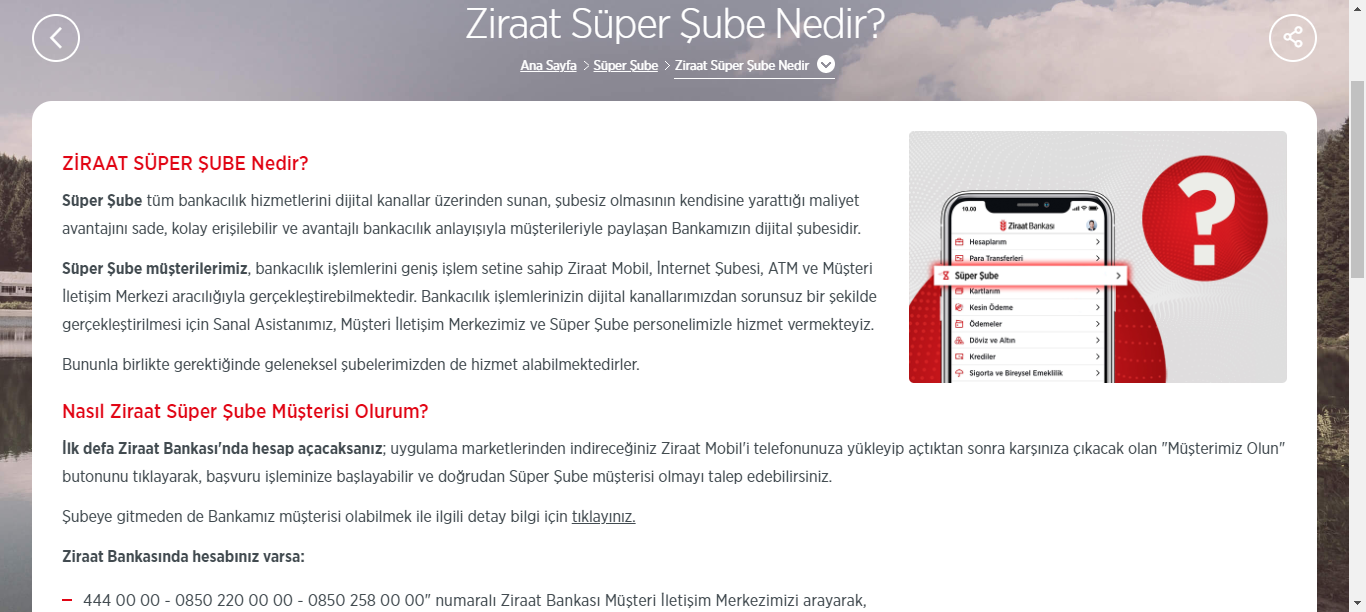 Ziraat Süper Şube Nedir?
Ana Sayfa > Süper Şube > Ziraat Süper Şube Nedir
ZİRAAT SÜPER ŞUBE Nedir?
Süper Şube tüm bankacılık hizmetlerini dijital kanallar üzerinden sunan, şubesiz olmasının kendisine yarattığı maliyet
avantajını sade, kolay erişilebilir ve avantajlı bankacılık anlayışıyla müşterileriyle paylaşan Bankamızın dijital şubesidir.
Süper Şube müşterilerimiz, bankacılık işlemlerini geniş işlem setine sahip Ziraat Mobil, İnternet Şubesi, ATM ve Müşteri
İletişim Merkezi aracılığıyla gerçekleştirebilmektedir. Bankacılık işlemlerinizin dijital kanallarımızdan sorunsuz bir şekilde
gerçekleştirilmesi için Sanal Asistanımız, Müşteri İletişim Merkezimiz ve Süper Şube personelimizle hizmet vermekteyiz.
Bununla birlikte gerektiğinde geleneksel şubelerimizden de hizmet alabilmektedirler.
10.00
Ziraat Bankası
Hesaplarım
Para Transferleri
Süper Şube
Kartlarım
Kesin Ödeme
Ödemeler
Döviz ve Altın
Krediler
Sigorta ve Bireysel Emeklilik
?
Nasıl Ziraat Süper Şube Müşterisi Olurum?
İlk defa Ziraat Bankası'nda hesap açacaksanız; uygulama marketlerinden indireceğiniz Ziraat Mobil'i telefonunuza yükleyip açtıktan sonra karşınıza çıkacak olan "Müşterimiz Olun"
butonunu tıklayarak, başvuru işleminize başlayabilir ve doğrudan Süper Şube müşterisi olmayı talep edebilirsiniz.
Şubeye gitmeden de Bankamız müşterisi olabilmek ile ilgili detay bilgi için tıklayınız.
Ziraat Bankasında hesabınız varsa:
444 00 00 - 0850 220 00 00 - 0850 258 00 00" numaralı Ziraat Bankası Müşteri İletişim Merkezimizi arayarak,